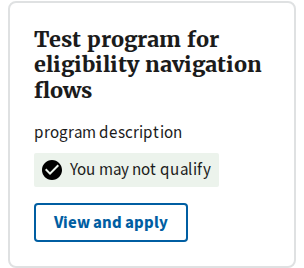 Test program for
eligibility navigation
flows
program description
You may not qualify
View and apply